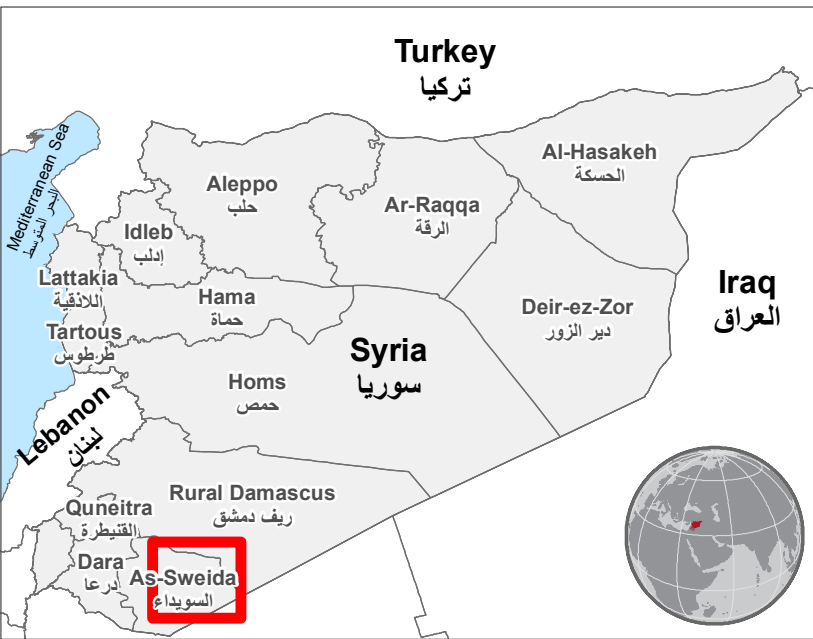 Turkey
تركيا
Mediterranean Sea
البحر المتوسط
Al-Hasakeh
الحسكة
Aleppo
حلب
Ar-Raqqa
الرقة
Idleb
إدلب
Lattakia
اللاذقية
Hama
حماة
Iraq
العراق
Deir-ez-Zor
دير الزور
Tartous
طرطوس
Syria
سوريا
Homs
حمص
Lebanon
لبنان
Rural Damascus
ريف دمشق
Quneitra
القنيطرة
Dara
درعا
As-Sweida
السويداء